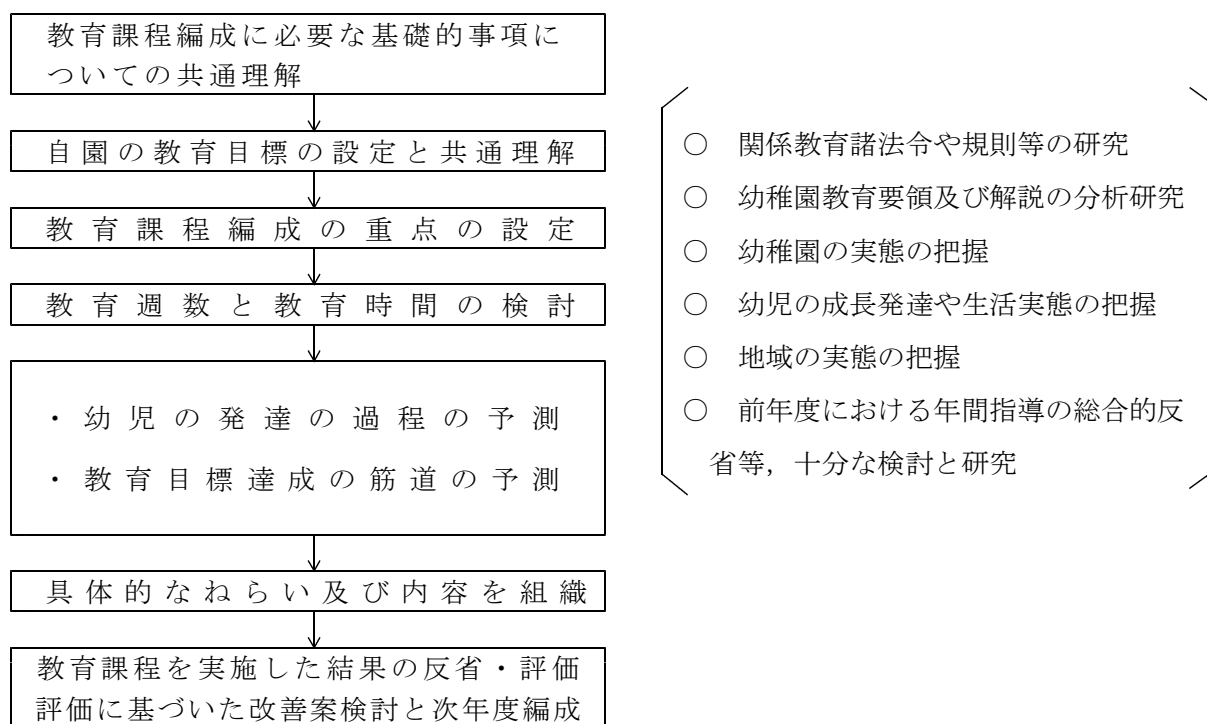 教育課程編成に必要な基礎的事項に
ついての共通理解
自園の教育目標の設定と共通理解
教育課程編成の重点の設定
教育週数と教育時間の検討
・幼児の発達の過程の予測
・教育目標達成の筋道の予測
具体的なねらい及び内容を組織
教育課程を実施した結果の反省・評価
評価に基づいた改善案検討と次年度編成
○　関係教育諸法令や規則等の研究
○　幼稚園教育要領及び解説の分析研究
○　幼稚園の実態の把握
○　幼児の成長発達や生活実態の把握
○　地域の実態の把握
○　前年度における年間指導の総合的反
省等，十分な検討と研究